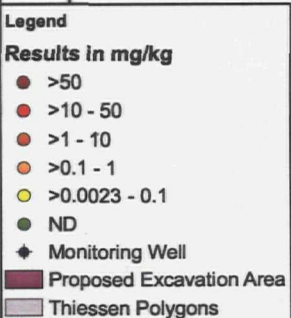 Legend
Results in mg/kg
>50
>10 - 50
>1 - 10
>0.1 - 1
>0.0023 - 0.1
ND
Monitoring Well
Proposed Excavation Area
Thiessen Polygons